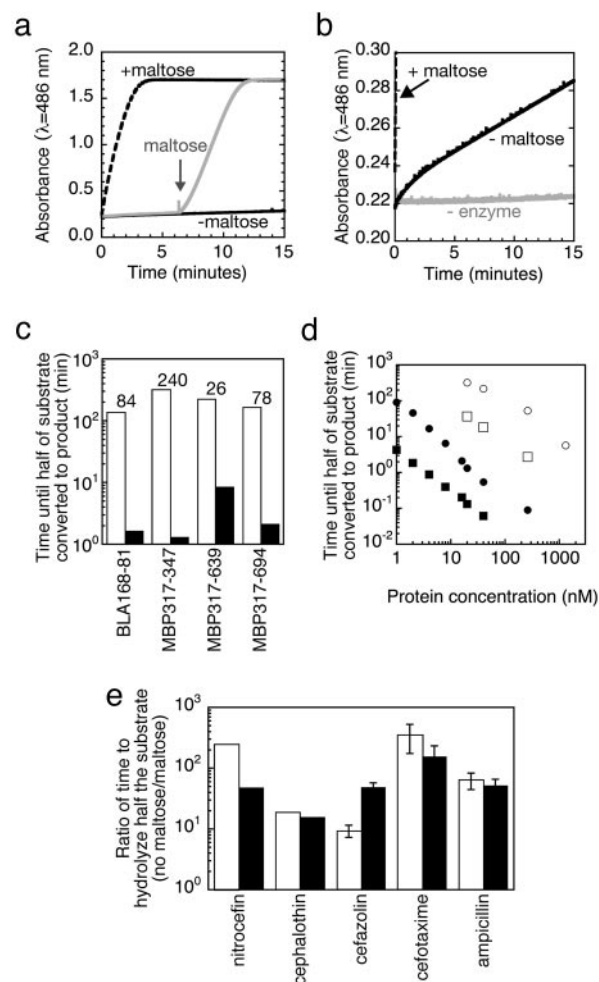 a
Absorbance (λ=486 nm)
2.0
1.5
1.0
0.5
0.0
+maltose
maltose
-maltose
0
5
10
15
Time (minutes)
b
Absorbance (λ=486 nm)
0.30
0.28
0.26
0.24
0.22
0.20
+ maltose
- maltose
- enzyme
0
5
10
15
Time (minutes)
c
Time until half of substrate
converted to product (min)
10³
10²
10¹
10⁰
84
240
26
78
BLA168-81
MBP317-347
MBP317-639
MBP317-694
d
Time until half of substrate
converted to product (min)
10³
10²
10¹
10⁰
10⁻¹
10⁻²
1
10
100
1000
Protein concentration (nM)
e
Ratio of time to
hydrolyze half the substrate
(no maltose/maltose)
10³
10²
10¹
10⁰
nitrocefin
cephalothin
cefazolin
cefotaxime
ampicillin